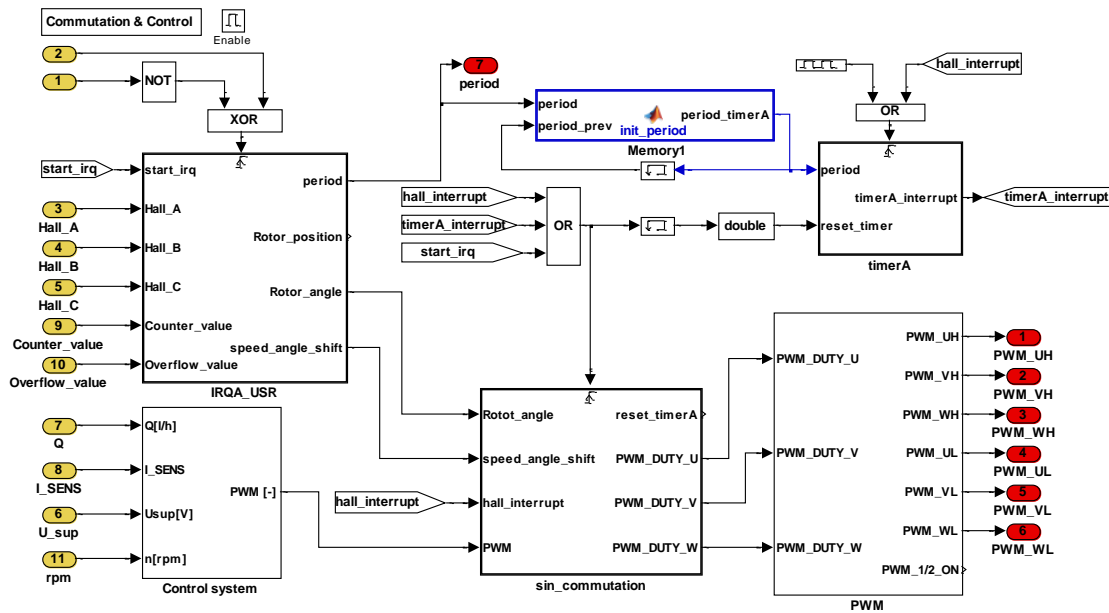 Commutation & Control
Enable
2
1
NOT
XOR
7
period
hall_interrupt
OR
period
period_prev
init_period
period_timerA
Memory1
period
timerA_interrupt
reset_timer
timerA
timerA_interrupt
start_irq
start_irq
period
3
Hall_A
Hall_A
Rotor_position
4
Hall_B
Hall_B
5
Hall_C
Hall_C
Rotor_angle
9
Counter_value
Counter_value
speed_angle_shift
10
Overflow_value
Overflow_value
IRQA_USR
hall_interrupt
timerA_interrupt
start_irq
OR
double
7
Q
Q[l/h]
8
I_SENS
I_SENS
PWM [-]
6
U_sup
Usup[V]
11
rpm
n[rpm]
Control system
hall_interrupt
Rotot_angle
reset_timerA
speed_angle_shift
PWM_DUTY_U
hall_interrupt
PWM_DUTY_V
PWM
PWM_DUTY_W
sin_commutation
PWM_DUTY_U
PWM_DUTY_V
PWM_DUTY_W
PWM_UH
PWM_VH
PWM_WH
PWM_UL
PWM_VL
PWM_WL
PWM_1/2_ON
PWM
1
PWM_UH
2
PWM_VH
3
PWM_WH
4
PWM_UL
5
PWM_VL
6
PWM_WL